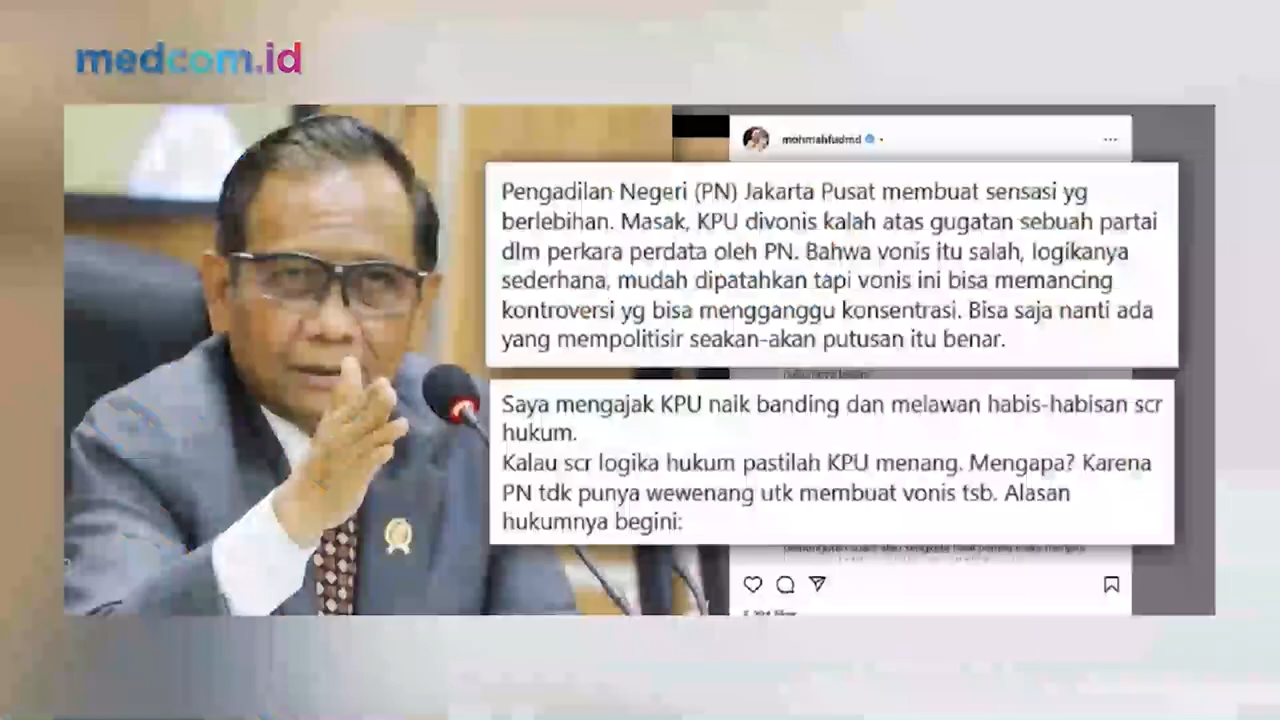 medcom.id
mohmahfudmd
Pengadilan Negeri (PN) Jakarta Pusat membuat sensasi yg
berlebihan. Masak, KPU divonis kalah atas gugatan sebuah partai
dlm perkara perdata oleh PN. Bahwa vonis itu salah, logikanya
sederhana, mudah dipatahkan tapi vonis ini bisa memancing
kontroversi yg bisa mengganggu konsentrasi. Bisa saja nanti ada
yang mempolitisir seakan-akan putusan itu benar.
Saya mengajak KPU naik banding dan melawan habis-habisan scr
hukum.
Kalau scr logika hukum pastilah KPU menang. Mengapa? Karena
PN tdk punya wewenang utk membuat vonis tsb. Alasan
hukumnya begini: